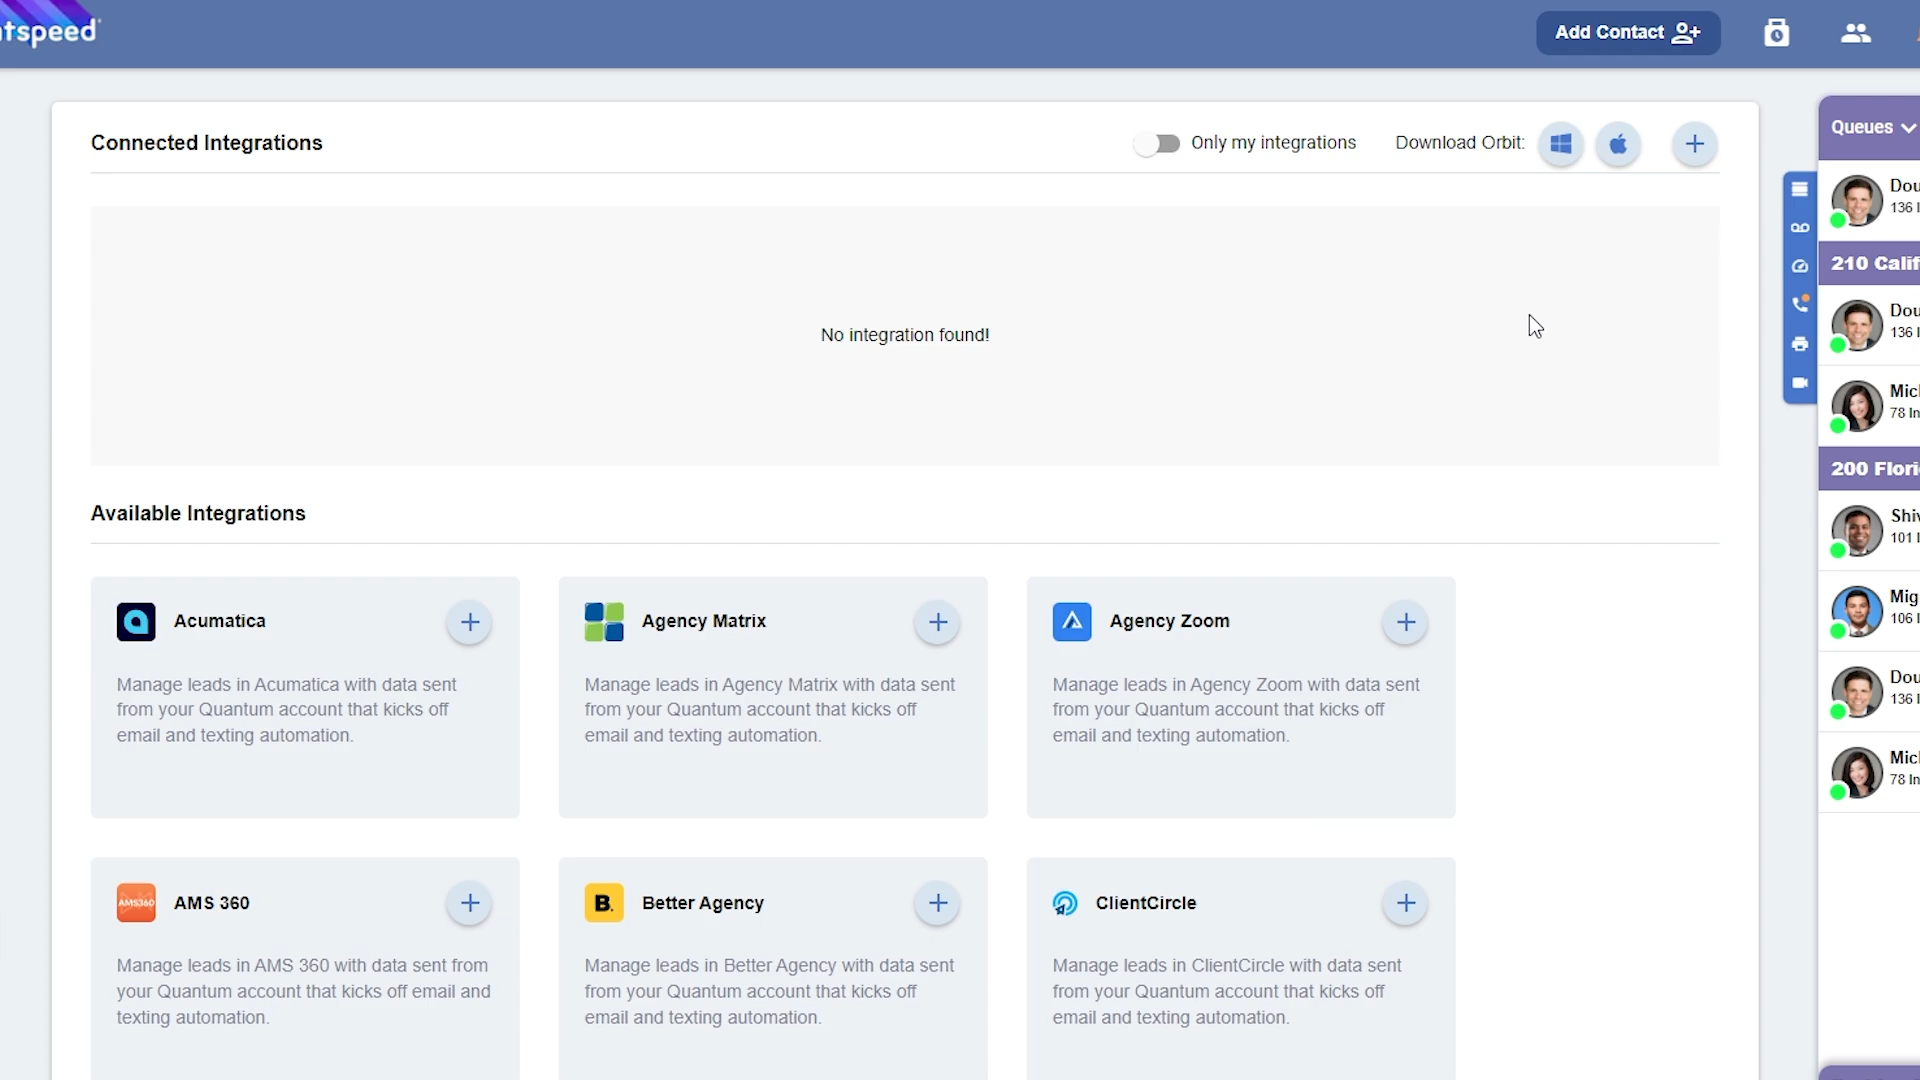 tspeed
Add Contact
Connected Integrations
Only my integrations
Download Orbit:
Queues
136
210 Calif
136
78 In
200 Flori
101
106
136
78 In
No integration found!
Available Integrations
Acumatica
Manage leads in Acumatica with data sent
from your Quantum account that kicks off
email and texting automation.
Agency Matrix
Manage leads in Agency Matrix with data sent
from your Quantum account that kicks off
email and texting automation.
Agency Zoom
Manage leads in Agency Zoom with data sent
from your Quantum account that kicks off
email and texting automation.
AMS360
AMS 360
Manage leads in AMS 360 with data sent from
your Quantum account that kicks off email and
texting automation.
B.
Better Agency
Manage leads in Better Agency with data sent
from your Quantum account that kicks off
email and texting automation.
ClientCircle
Manage leads in ClientCircle with data sent
from your Quantum account that kicks off
email and texting automation.